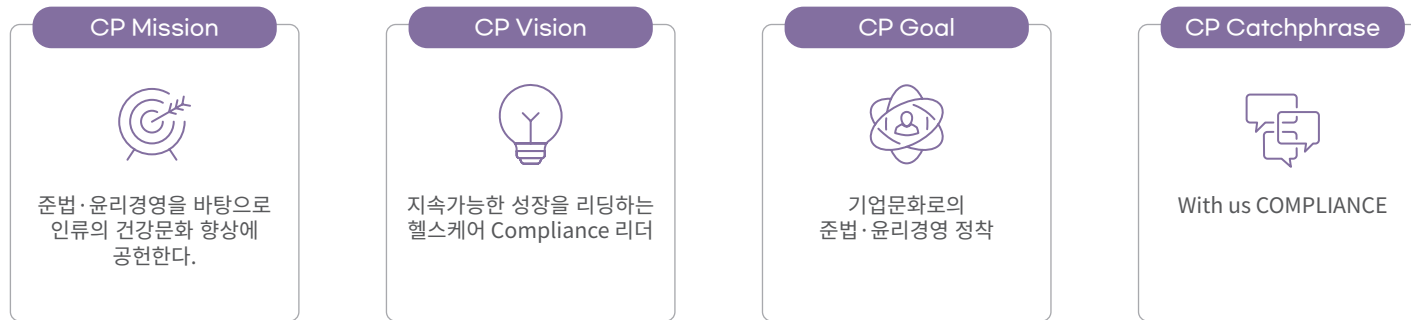 CP Mission
준법·윤리경영을 바탕으로
인류의 건강문화 향상에
공헌한다.
CP Vision
지속가능한 성장을 리딩하는
헬스케어 Compliance 리더
CP Goal
기업문화로의
준법·윤리경영 정착
CP Catchphrase
With us COMPLIANCE